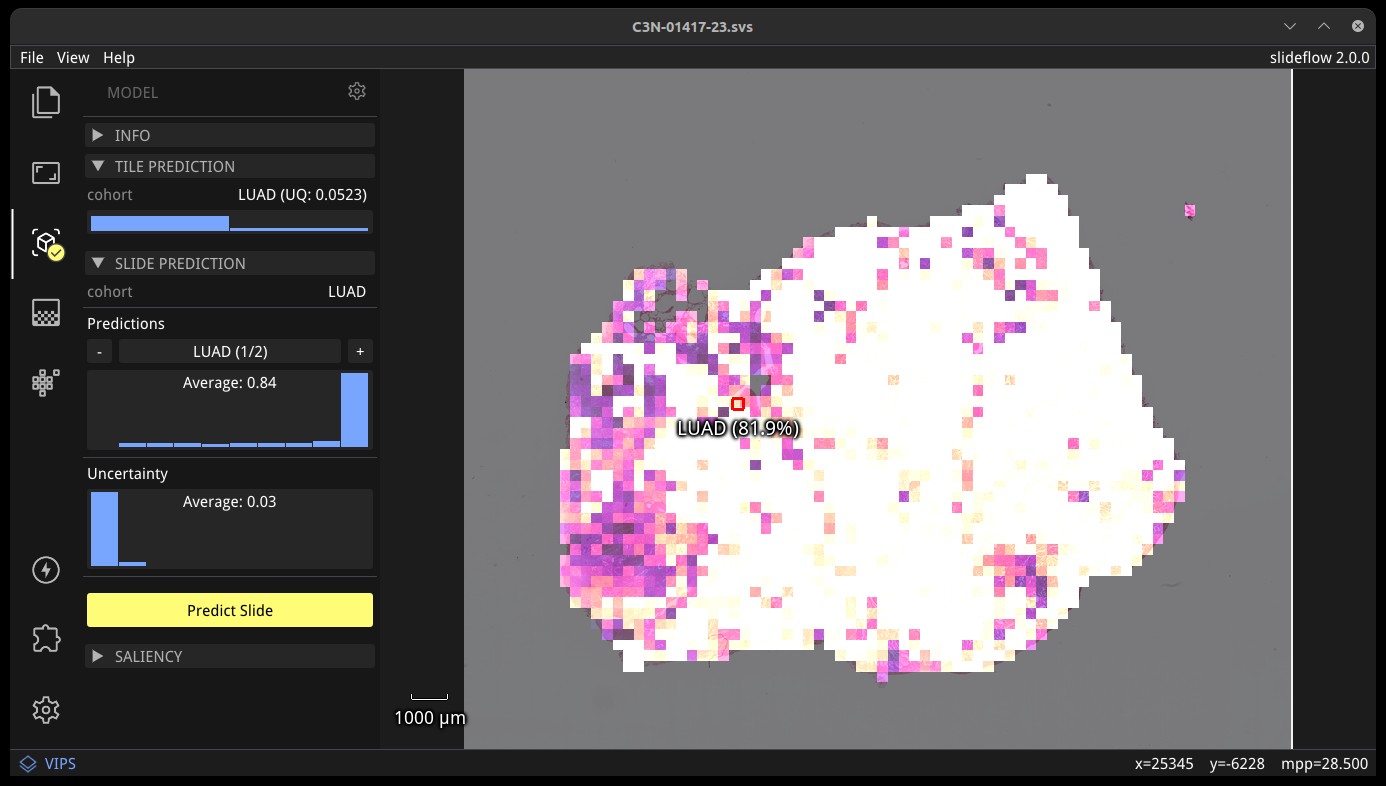 C3N-01417-23.svs
File View Help
slideflow 2.0.0
MODEL
INFO
TILE PREDICTION
cohort LUAD (UQ: 0.0523)
SLIDE PREDICTION
cohort LUAD
Predictions
- LUAD (1/2) +
Average: 0.84
Uncertainty
Average: 0.03
Predict Slide
SALIENCY
LUAD (81.9%)
1000 µm
VIPS
x=25345 y=-6228 mpp=28.500